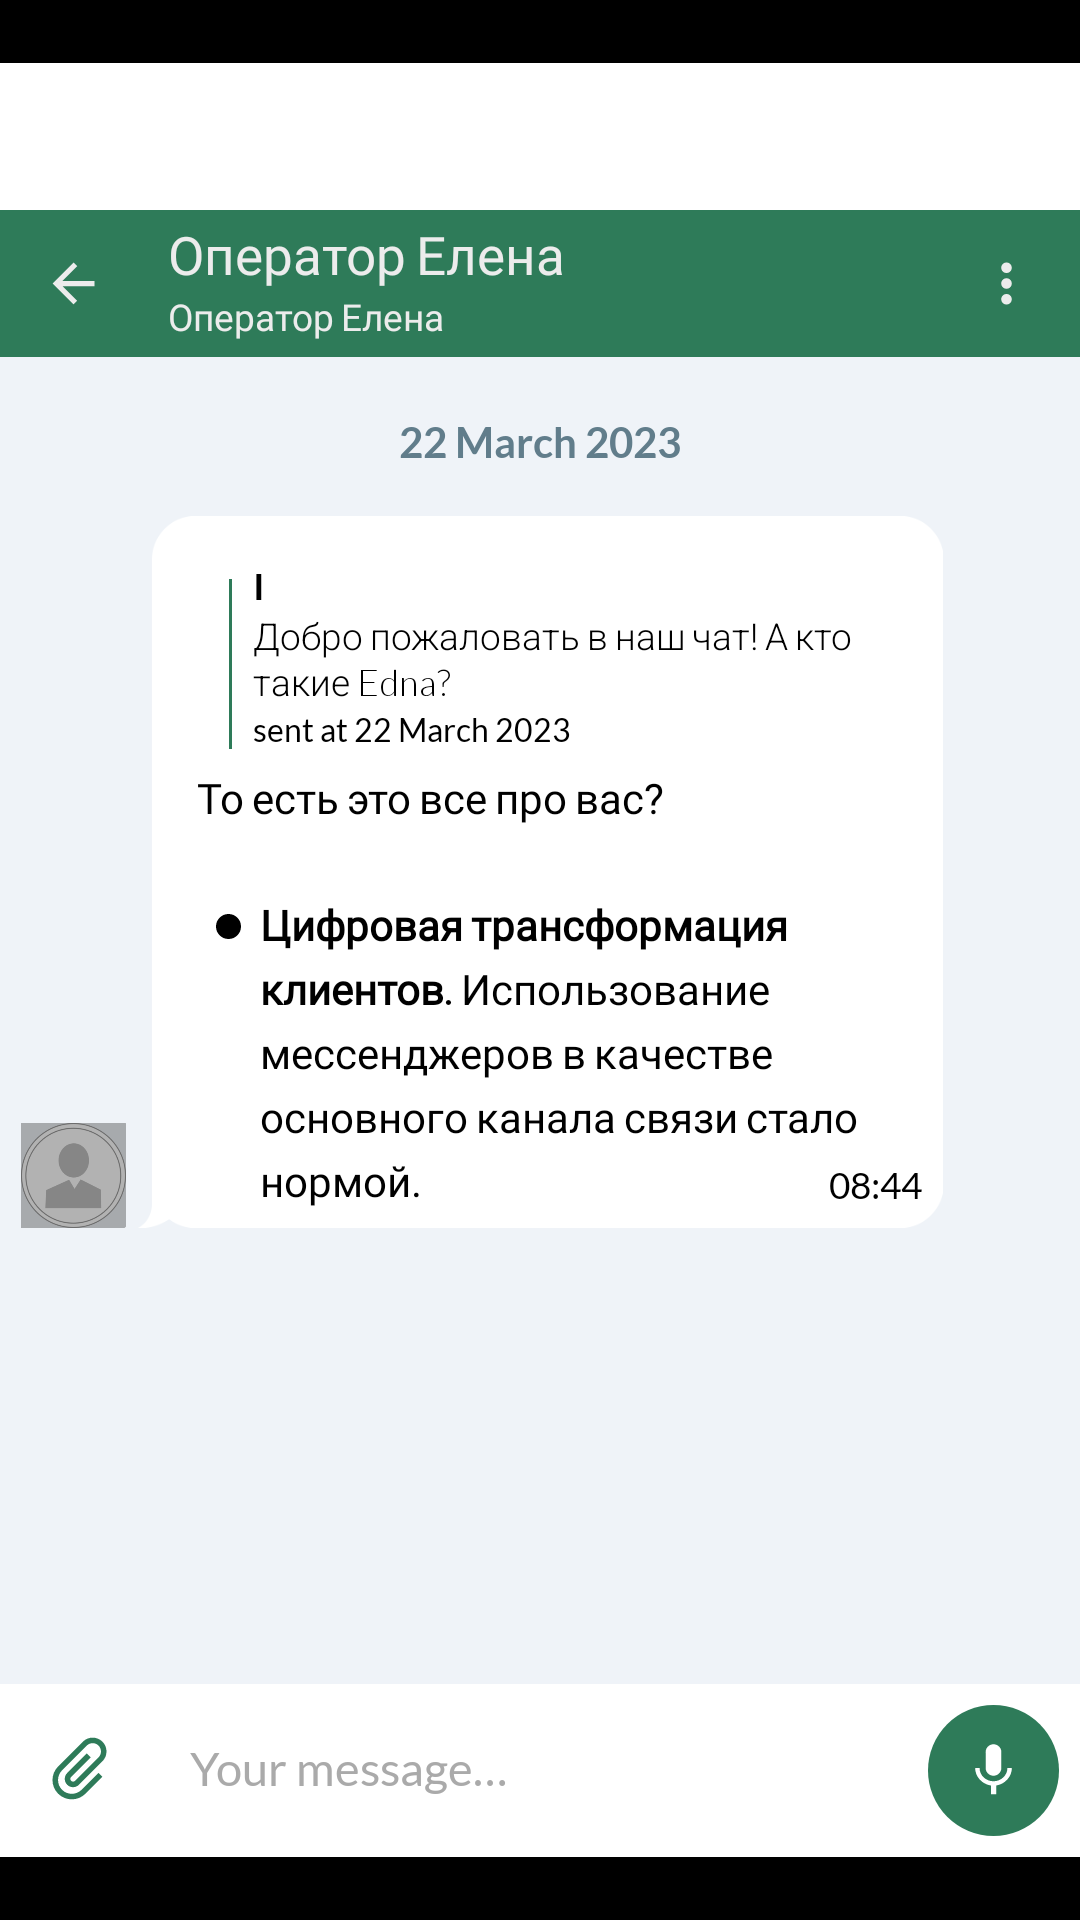 Оператор Елена
Оператор Елена
22 March 2023
I
Добро пожаловать в наш чат! А кто
такие Edna?
sent at 22 March 2023
То есть это все про вас?
● Цифровая трансформация
клиентов. Использование
мессенджеров в качестве
основного канала связи стало
нормой.
08:44
Your message...